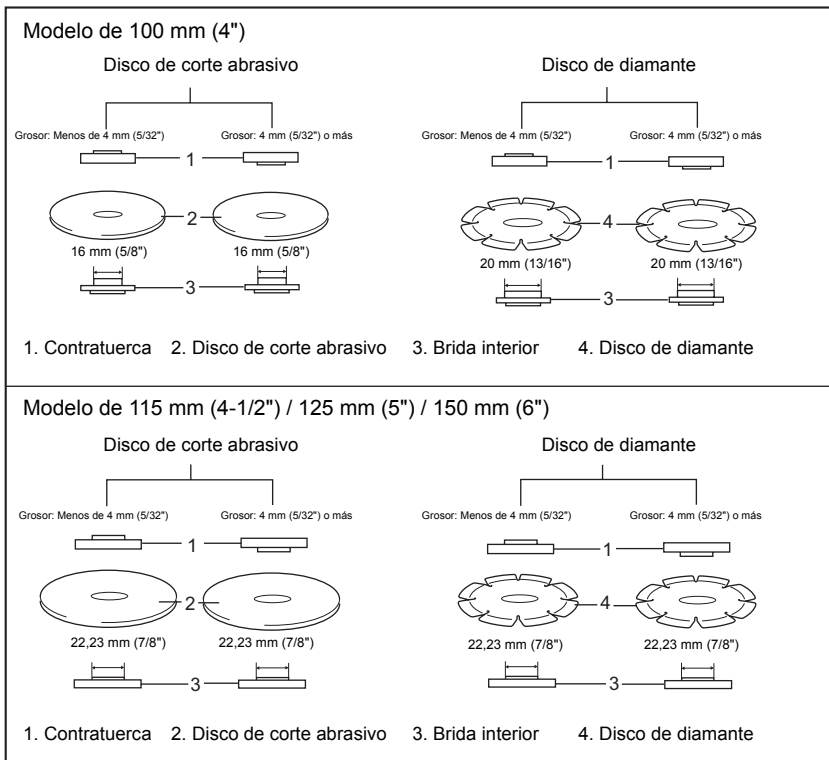 Modelo de 100 mm (4")
Disco de corte abrasivo
Disco de diamante
Grosor: Menos de 4 mm (5/32")
Grosor: 4 mm (5/32") o más
Grosor: Menos de 4 mm (5/32")
Grosor: 4 mm (5/32") o más
1
1
2
4
16 mm (5/8")
16 mm (5/8")
20 mm (13/16")
20 mm (13/16")
3
3
1. Contratuerca 2. Disco de corte abrasivo 3. Brida interior 4. Disco de diamante
Modelo de 115 mm (4-1/2") / 125 mm (5") / 150 mm (6")
Disco de corte abrasivo
Disco de diamante
Grosor: Menos de 4 mm (5/32")
Grosor: 4 mm (5/32") o más
Grosor: Menos de 4 mm (5/32")
Grosor: 4 mm (5/32") o más
1
1
2
4
22,23 mm (7/8")
22,23 mm (7/8")
22,23 mm (7/8")
22,23 mm (7/8")
3
3
1. Contratuerca 2. Disco de corte abrasivo 3. Brida interior 4. Disco de diamante